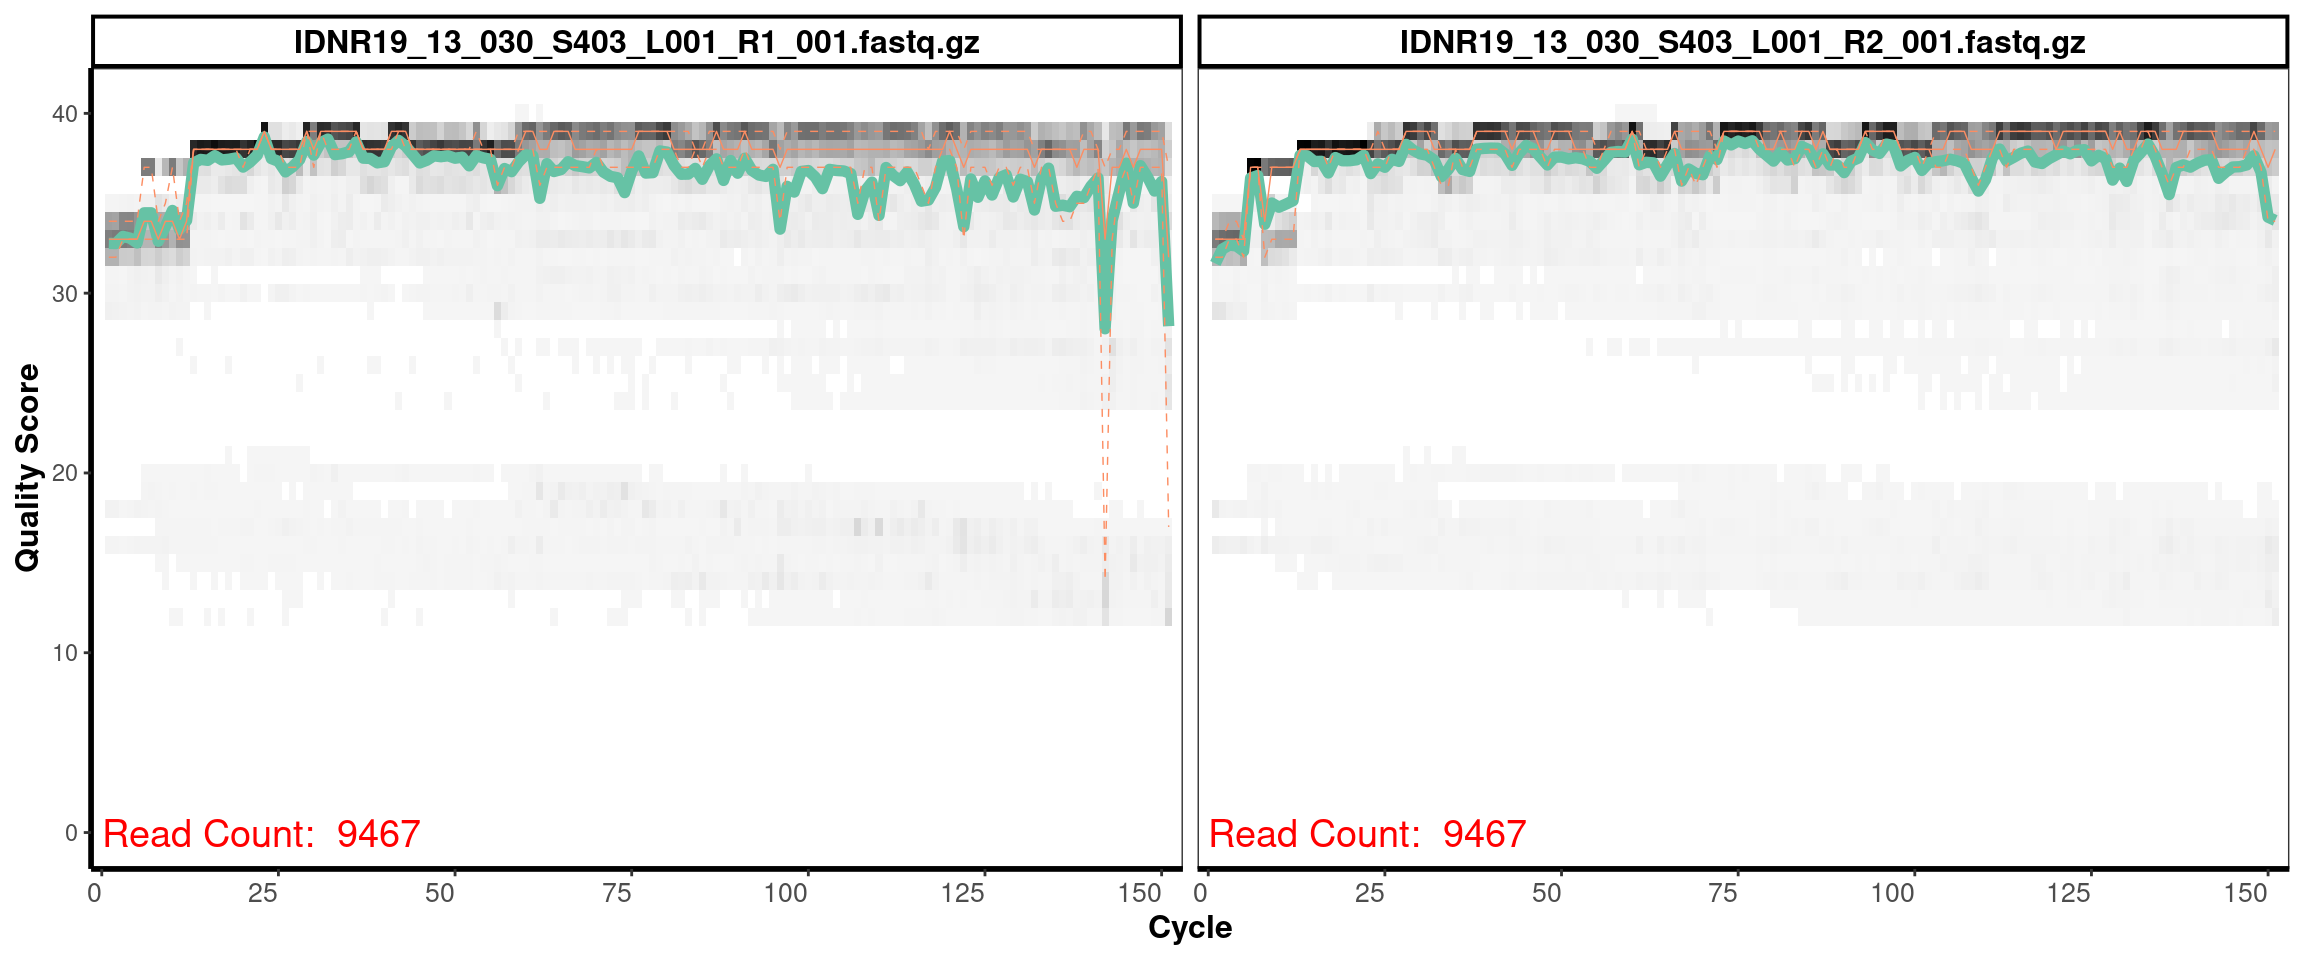 IDNR19_13_030_S403_L001_R1_001.fastq.gz
IDNR19_13_030_S403_L001_R2_001.fastq.gz
Quality Score
40
30
20
10
0
Read Count: 9467
Read Count: 9467
0 25 50 75 100 125 150
0 25 50 75 100 125 150
Cycle